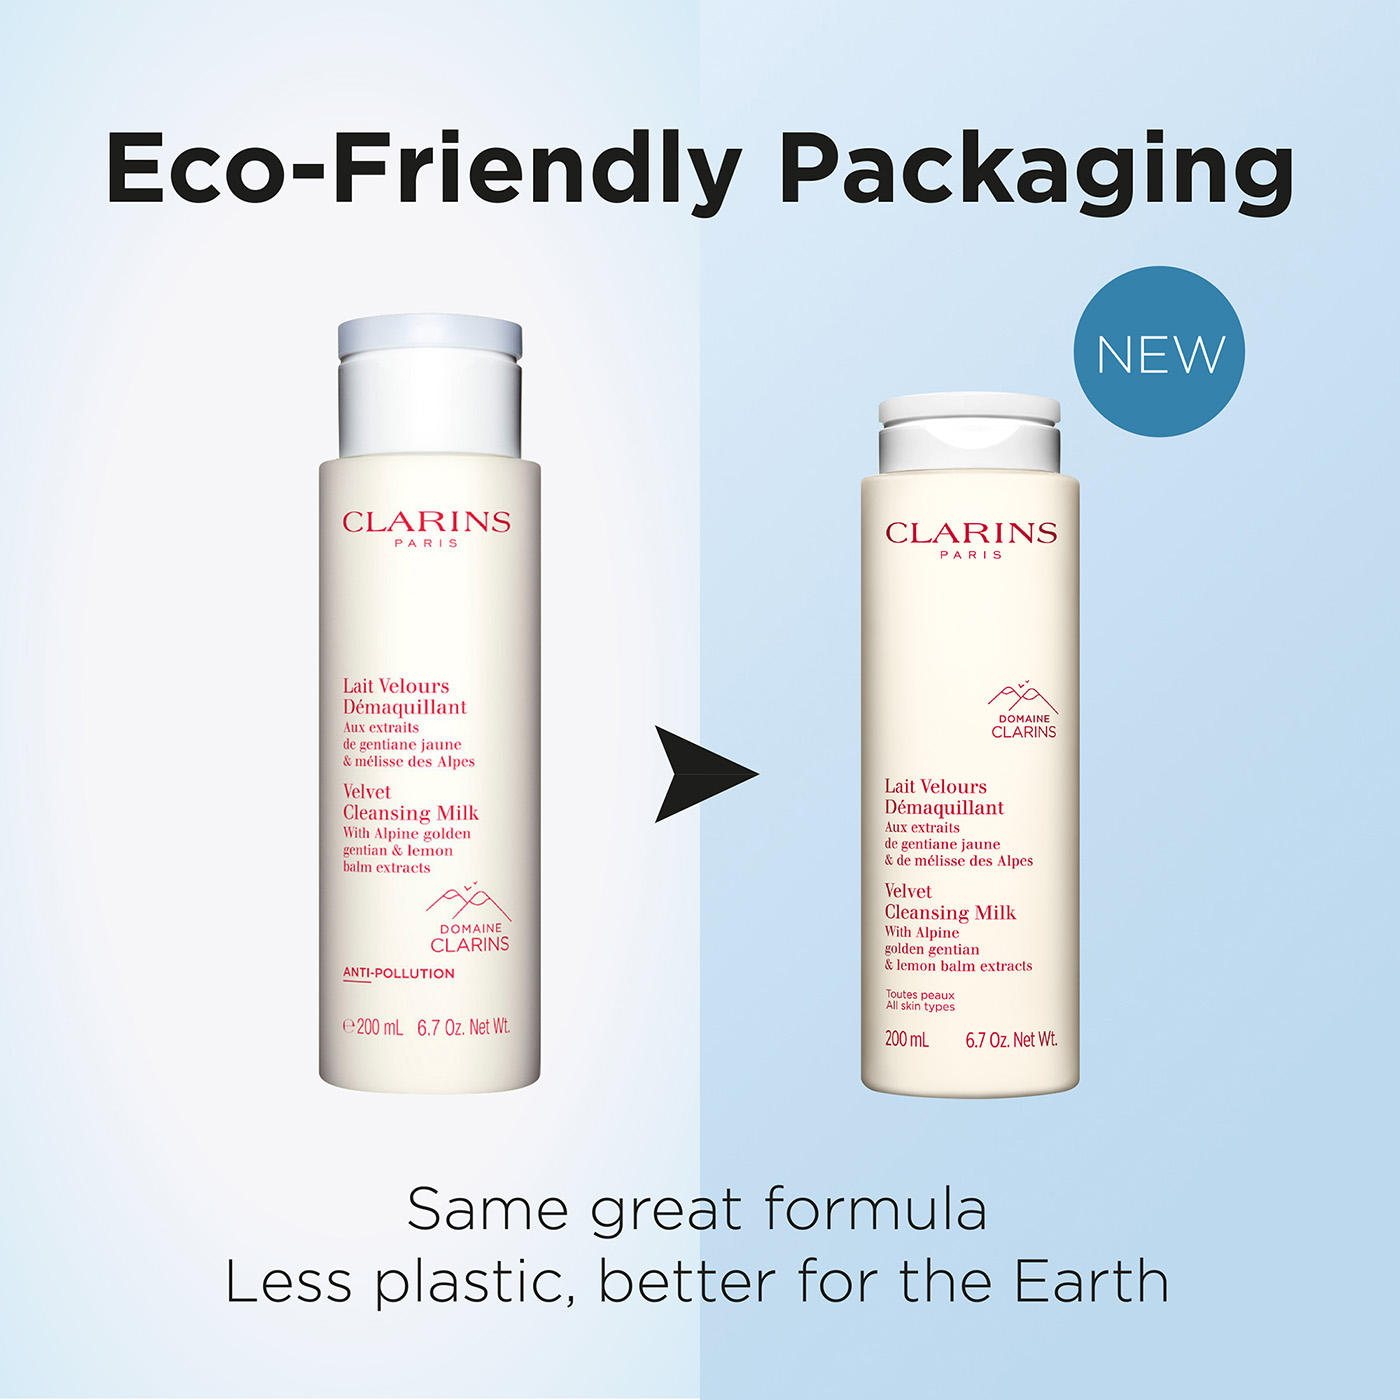 Eco-Friendly Packaging
CLARINS
PARIS
Lait Velours
Démaquillant
Aux extraits
de gentiane jaune
& mélisse des Alpes
Velvet
Cleansing Milk
With Alpine golden
gentian & lemon
balm extracts
DOMAINE
CLARINS
ANTI-POLLUTION
℮ 200 mL 6.7 Oz. Net Wt.
NEW
CLARINS
PARIS
DOMAINE
CLARINS
Lait Velours
Démaquillant
Aux extraits
de gentiane jaune
& de mélisse des Alpes
Velvet
Cleansing Milk
With Alpine
golden gentian
& lemon balm extracts
Toutes peaux
All skin types
200 mL 6.7 Oz. Net Wt.
Same great formula
Less plastic, better for the Earth